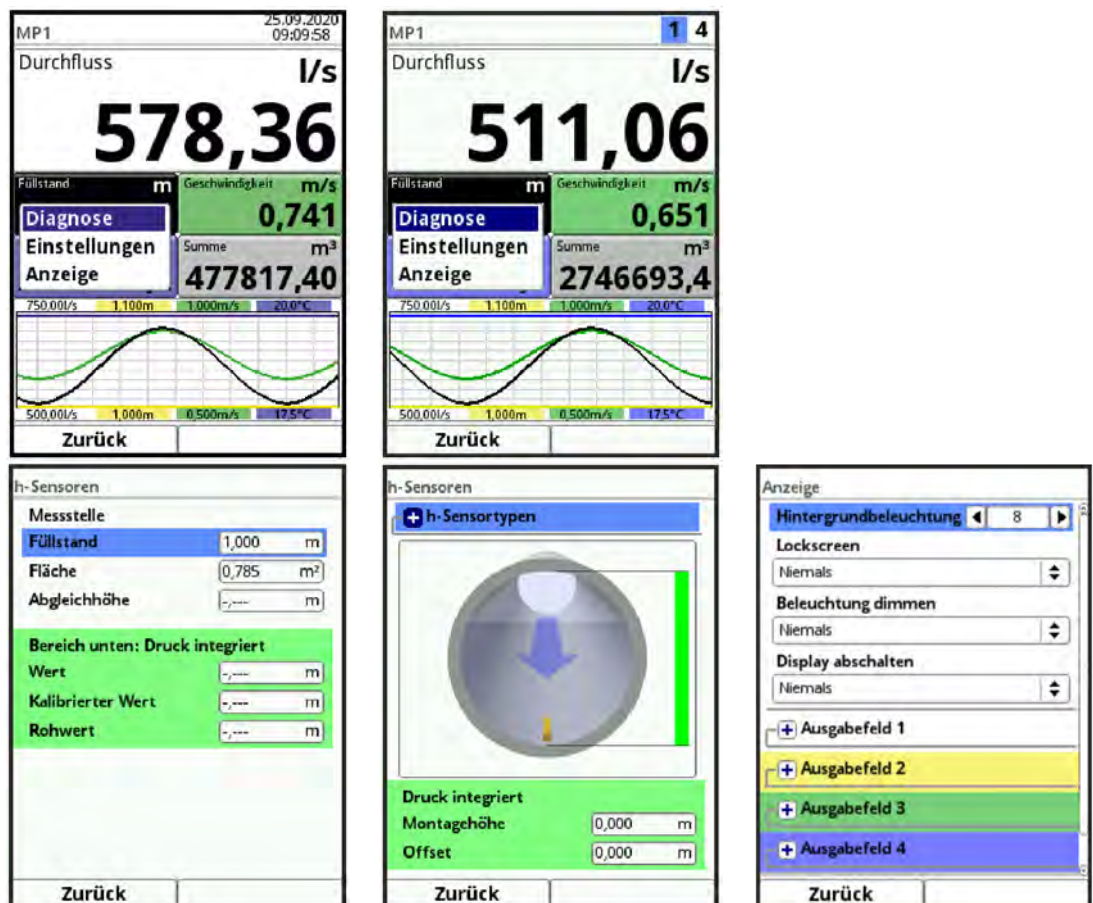 MP1
25.09.2020
09:09:58
Durchfluss
l/s
578,36
Füllstand m
Geschwindigkeit m/s
0,741
Diagnose
Einstellungen
Anzeige
Summe m³
477817,40
750,00l/s 1,100m 1,000m/s 20,0°C
500,00l/s 1,000m 0,500m/s 17,5°C
Zurück
MP1
1 4
Durchfluss
l/s
511,06
Füllstand m
Geschwindigkeit m/s
0,651
Diagnose
Einstellungen
Anzeige
Summe m³
2746693,4
750,00l/s 1,100m 1,000m/s 20,0°C
500,00l/s 1,000m 0,500m/s 17,5°C
Zurück
h-Sensoren
Messstelle
Füllstand 1,000 m
Fläche 0,785 m²
Abgleichhöhe -,--- m
Bereich unten: Druck integriert
Wert -,--- m
Kalibrierter Wert -,--- m
Rohwert -,--- m
Zurück
h-Sensoren
h-Sensortypen
Druck integriert
Montagehöhe 0,000 m
Offset 0,000 m
Zurück
Anzeige
Hintergrundbeleuchtung 8
Lockscreen
Niemals
Beleuchtung dimmen
Niemals
Display abschalten
Niemals
Ausgabefeld 1
Ausgabefeld 2
Ausgabefeld 3
Ausgabefeld 4
Zurück